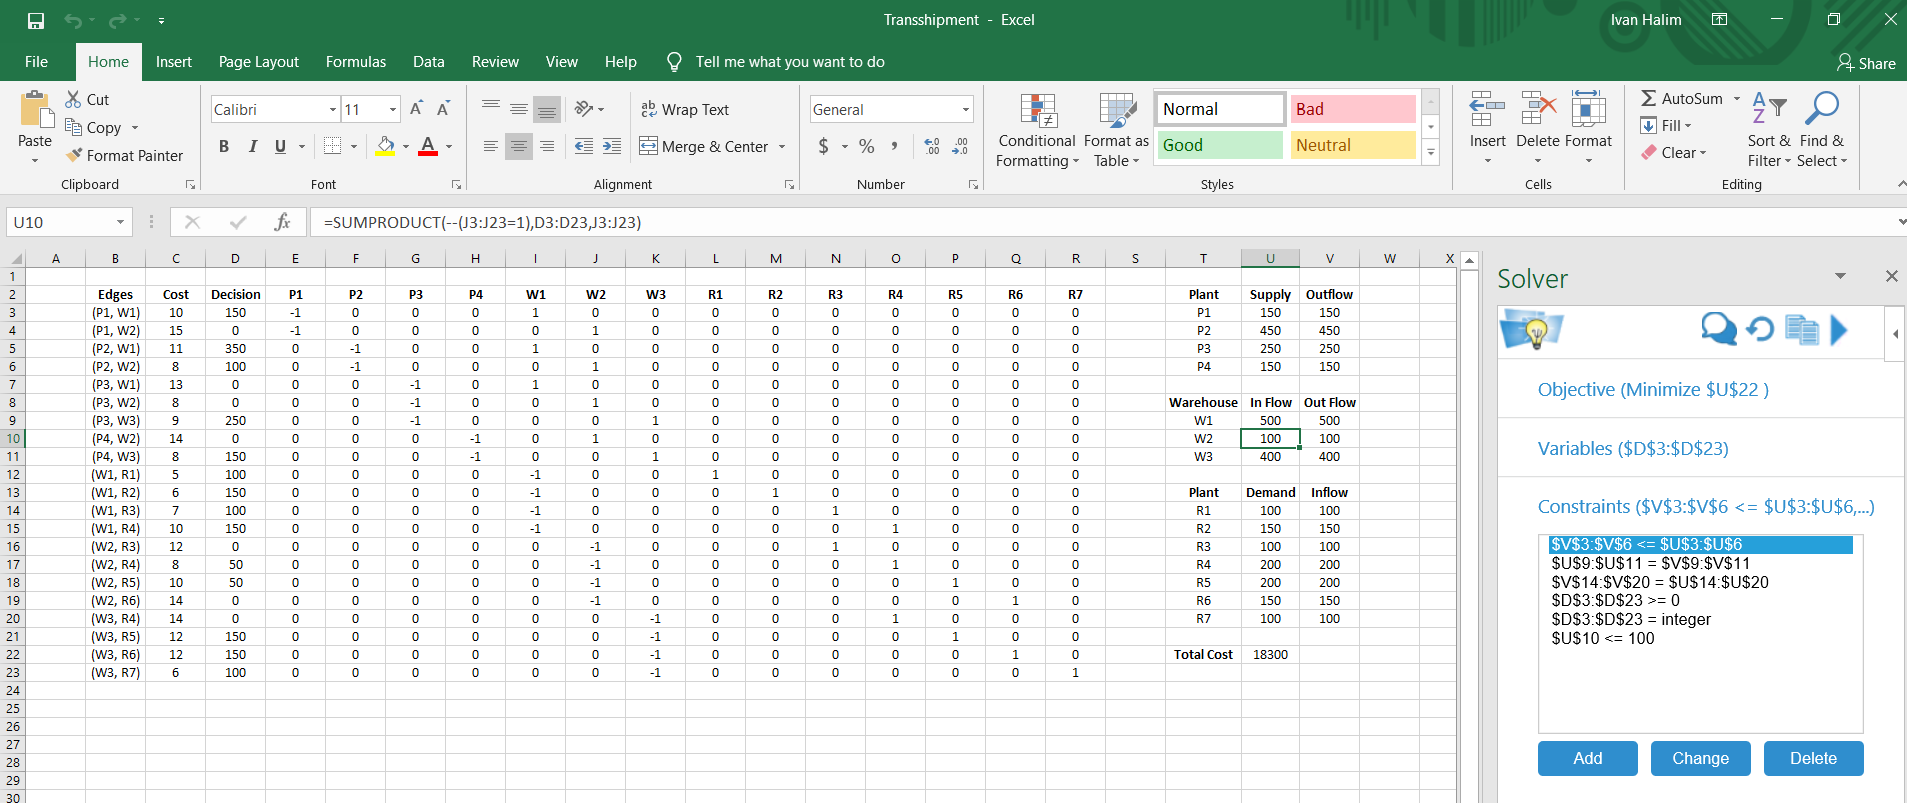 Transshipment - Excel
Ivan Halim
File Home Insert Page Layout Formulas Data Review View Help Tell me what you want to do
Share
Paste
Cut
Copy
Format Painter
Clipboard
Calibri 11
B I U A
Font
Wrap Text
Merge & Center
Alignment
General
$ % ,
Number
Conditional Formatting
Format as Table
Normal Bad
Good Neutral
Styles
Insert Delete Format
Cells
AutoSum
Fill
Clear
Sort & Filter
Find & Select
Editing
U10 fx =SUMPRODUCT(--(J3:J23=1),D3:D23,J3:J23)
A B C D E F G H I J K L M N O P Q R S T U V W X
1
2 Edges Cost Decision P1 P2 P3 P4 W1 W2 W3 R1 R2 R3 R4 R5 R6 R7 Plant Supply Outflow
3 (P1, W1) 10 150 -1 0 0 0 1 0 0 0 0 0 0 0 0 0 P1 150 150
4 (P1, W2) 15 0 -1 0 0 0 0 1 0 0 0 0 0 0 0 0 P2 450 450
5 (P2, W1) 11 350 0 -1 0 0 1 0 0 0 0 0 0 0 0 0 P3 250 250
6 (P2, W2) 8 100 0 -1 0 0 0 1 0 0 0 0 0 0 0 0 P4 150 150
7 (P3, W1) 13 0 0 0 -1 0 1 0 0 0 0 0 0 0 0 0
8 (P3, W2) 8 0 0 0 -1 0 0 1 0 0 0 0 0 0 0 0 Warehouse In Flow Out Flow
9 (P3, W3) 9 250 0 0 -1 0 0 0 1 0 0 0 0 0 0 0 W1 500 500
10 (P4, W2) 14 0 0 0 0 -1 0 1 0 0 0 0 0 0 0 0 W2 100 100
11 (P4, W3) 8 150 0 0 0 -1 0 0 1 0 0 0 0 0 0 0 W3 400 400
12 (W1, R1) 5 100 0 0 0 0 -1 0 0 1 0 0 0 0 0 0
13 (W1, R2) 6 150 0 0 0 0 -1 0 0 0 1 0 0 0 0 0 Plant Demand Inflow
14 (W1, R3) 7 100 0 0 0 0 -1 0 0 0 0 1 0 0 0 0 R1 100 100
15 (W1, R4) 10 150 0 0 0 0 -1 0 0 0 0 0 1 0 0 0 R2 150 150
16 (W2, R3) 12 0 0 0 0 0 0 -1 0 0 0 1 0 0 0 0 R3 100 100
17 (W2, R4) 8 50 0 0 0 0 0 -1 0 0 0 0 1 0 0 0 R4 200 200
18 (W2, R5) 10 50 0 0 0 0 0 -1 0 0 0 0 0 1 0 0 R5 200 200
19 (W2, R6) 14 0 0 0 0 0 0 -1 0 0 0 0 0 0 1 0 R6 150 150
20 (W3, R4) 14 0 0 0 0 0 0 0 -1 0 0 0 1 0 0 0 R7 100 100
21 (W3, R5) 12 150 0 0 0 0 0 0 -1 0 0 0 0 1 0 0
22 (W3, R6) 12 150 0 0 0 0 0 0 -1 0 0 0 0 0 1 0 Total Cost 18300
23 (W3, R7) 6 100 0 0 0 0 0 0 -1 0 0 0 0 0 0 1
24
25
26
27
28
29
30
Solver
Objective (Minimize $U$22 )
Variables ($D$3:$D$23)
Constraints ($V$3:$V$6 <= $U$3:$U$6,...)
$V$3:$V$6 <= $U$3:$U$6
$U$9:$U$11 = $V$9:$V$11
$V$14:$V$20 = $U$14:$U$20
$D$3:$D$23 >= 0
$D$3:$D$23 = integer
$U$10 <= 100
Add Change Delete